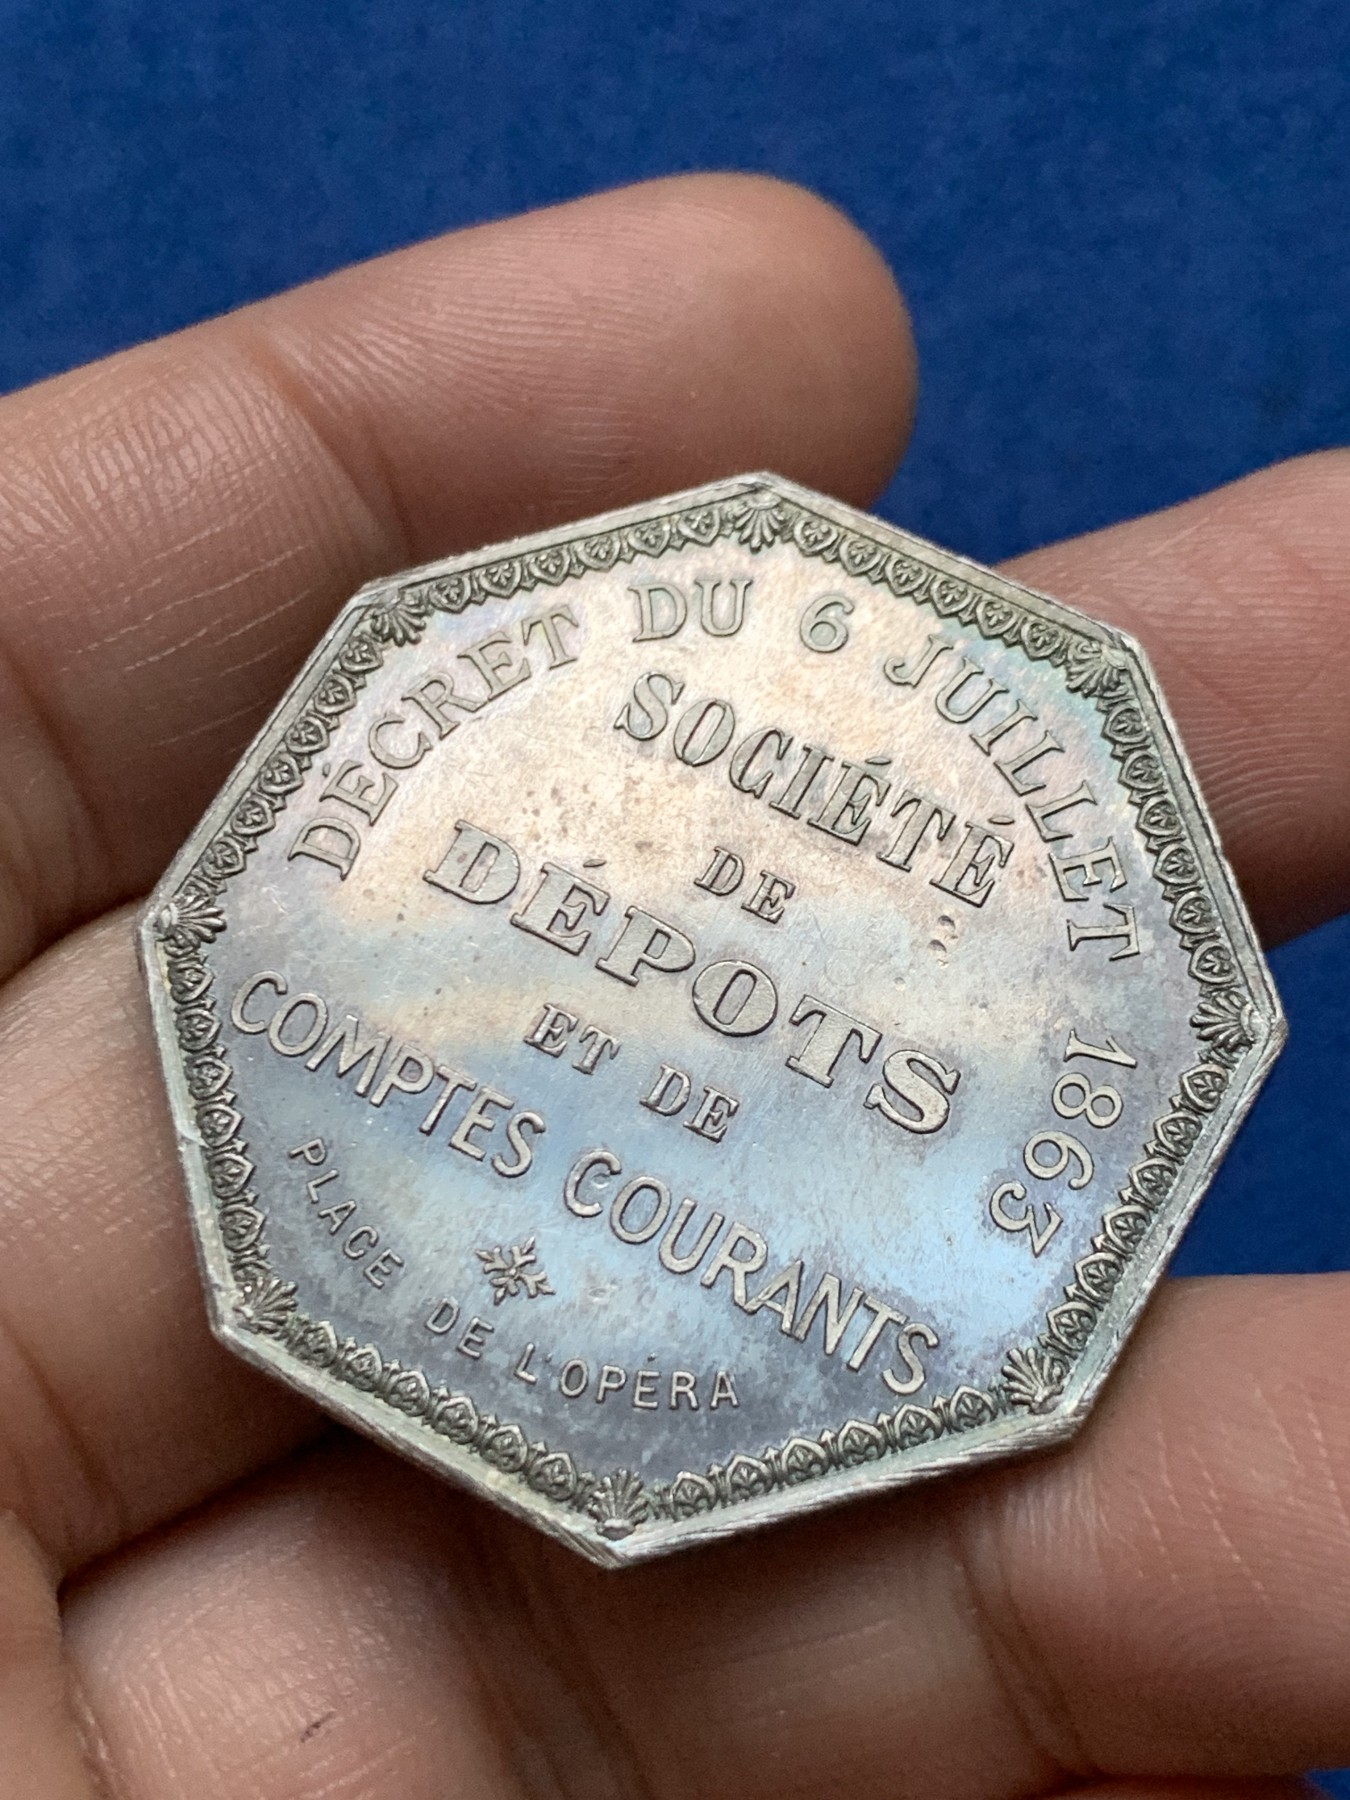 DÉCRET DU 6 JUILLET 1863
SOCIÉTÉ
DE
DÉPOTS
ET DE
COMPTES COURANTS
PLACE DE L'OPÉRA